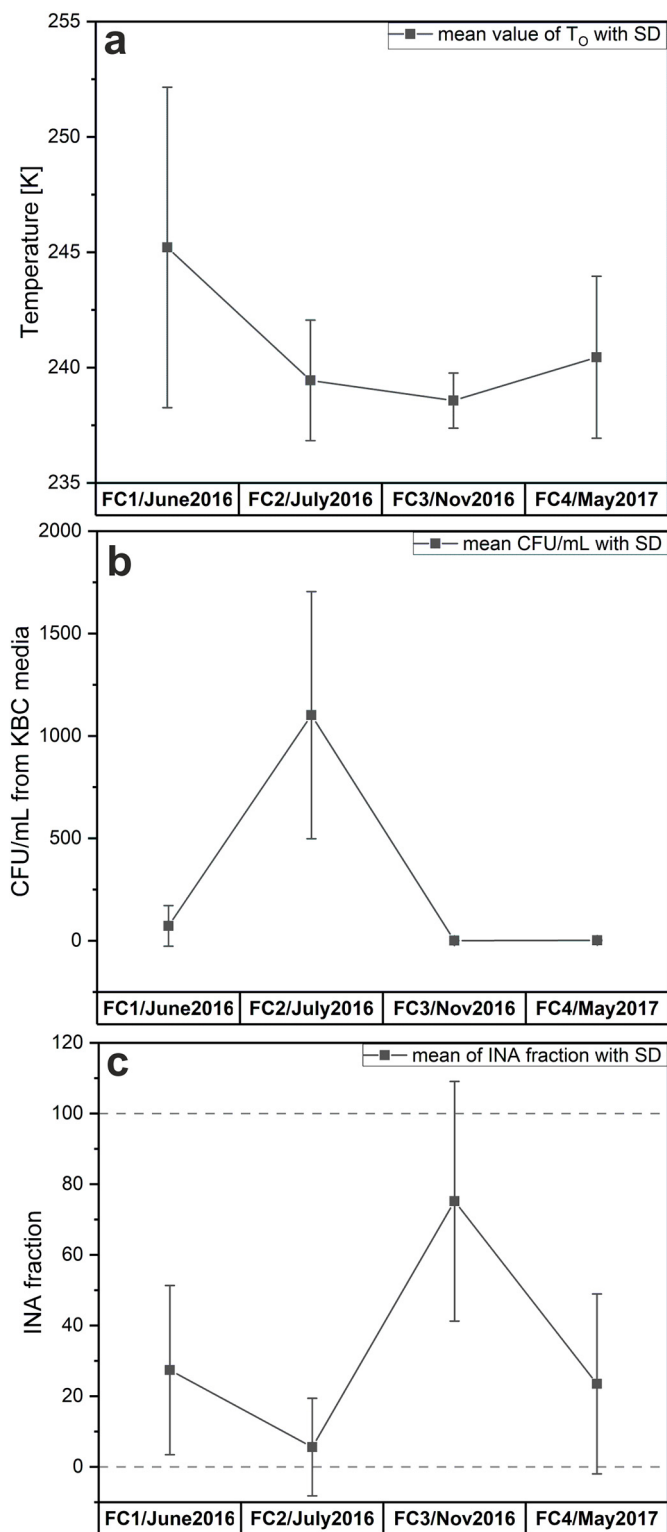 a
mean value of T_O with SD
255
250
245
240
235
Temperature [K]
FC1/June2016 FC2/July2016 FC3/Nov2016 FC4/May2017
b
mean CFU/mL with SD
2000
1500
1000
500
0
CFU/mL from KBC media
FC1/June2016 FC2/July2016 FC3/Nov2016 FC4/May2017
c
mean of INA fraction with SD
120
100
80
60
40
20
0
INA fraction
FC1/June2016 FC2/July2016 FC3/Nov2016 FC4/May2017